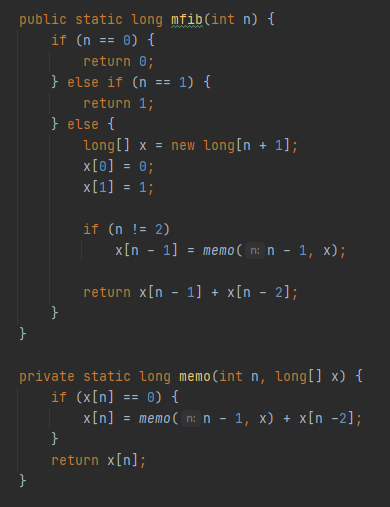 public static long mfib(int n) {
    if (n == 0) {
        return 0;
    } else if (n == 1) {
        return 1;
    } else {
        long[] x = new long[n + 1];
        x[0] = 0;
        x[1] = 1;

        if (n != 2)
            x[n - 1] = memo( n: n - 1, x);

        return x[n - 1] + x[n - 2];
    }
}

private static long memo(int n, long[] x) {
    if (x[n] == 0) {
        x[n] = memo( n: n - 1, x) + x[n -2];
    }
    return x[n];
}